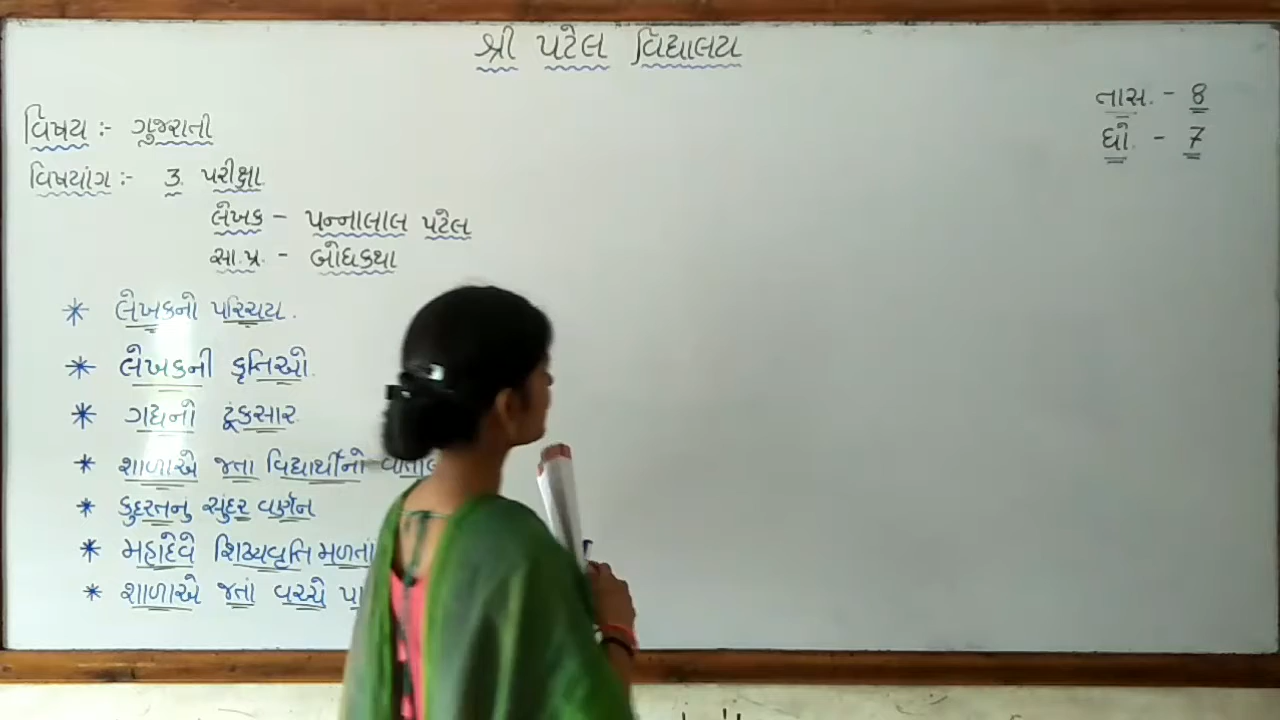 શ્રી પટેલ વિદ્યાલય
તાસ. - 8
ધો. - 7
વિષય :- ગુજરાતી
વિષયાંગ :- 3. પરીક્ષા
લેખક - પન્નાલાલ પટેલ
સા.પ્ર. - બોધકથા
* લેખકનો પરિચય.
* લેખકની કૃતિઓ.
* ગદ્યનો ટૂંકસાર
* શાળાએ જતા વિદ્યાર્થીનો
* કુદરતનું સુંદર વર્ણન
* મહાદેવે શિષ્યવૃત્તિ મળતાં
* શાળાએ જતાં વચ્ચે